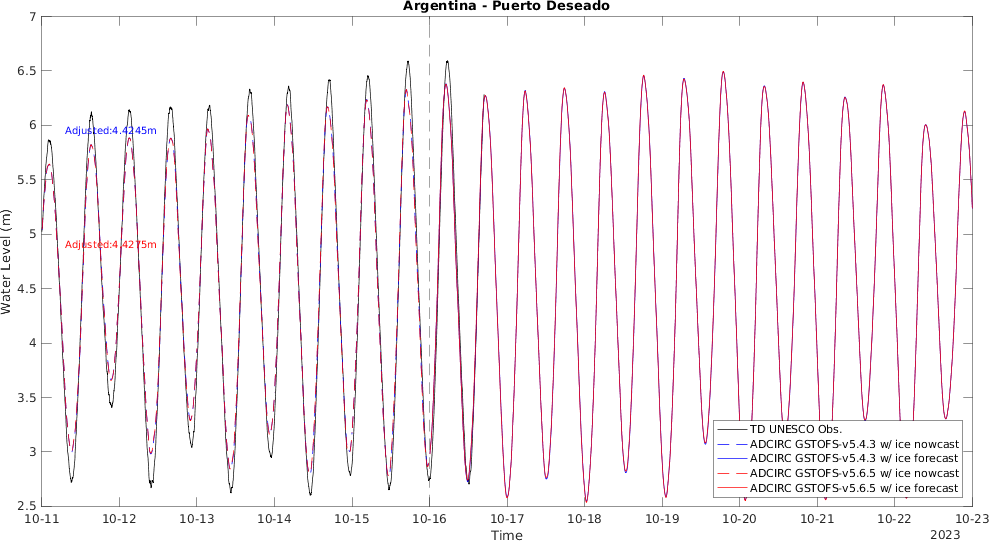 Argentina - Puerto Deseado
7
6.5
6
5.5
5
4.5
4
3.5
3
2.5
Water Level (m)
Adjusted:4.4245m
Adjusted:4.4275m
TD UNESCO Obs.
ADCIRC GSTOFS-v5.4.3 w/ ice nowcast
ADCIRC GSTOFS-v5.4.3 w/ ice forecast
ADCIRC GSTOFS-v5.6.5 w/ ice nowcast
ADCIRC GSTOFS-v5.6.5 w/ ice forecast
10-11 10-12 10-13 10-14 10-15 10-16 10-17 10-18 10-19 10-20 10-21 10-22 10-23
Time
2023